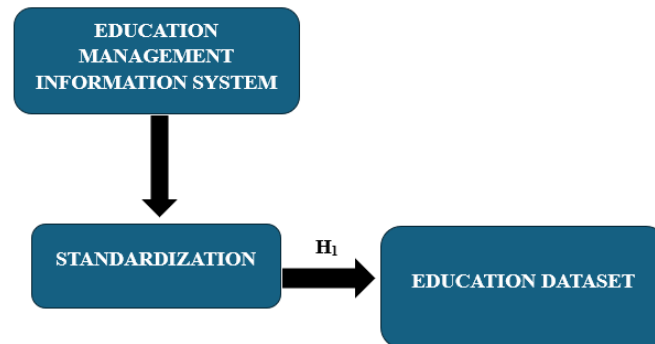 EDUCATION
MANAGEMENT
INFORMATION SYSTEM
STANDARDIZATION
H₁
EDUCATION DATASET